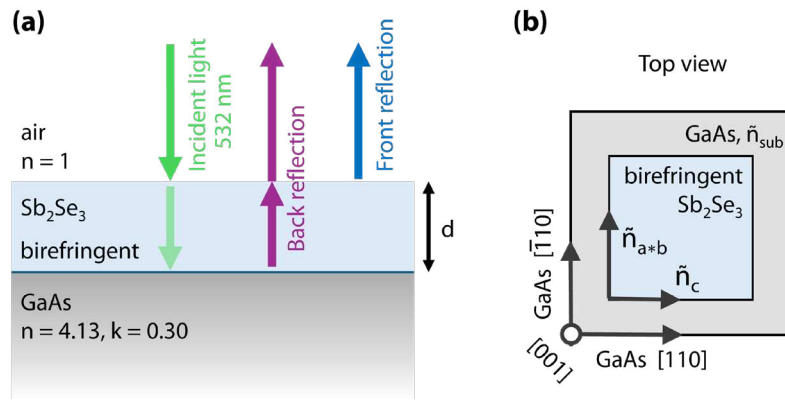 (a)
Incident light
532 nm
Back reflection
Front reflection
air
n = 1
Sb₂Se₃
birefringent
d
GaAs
n = 4.13, k = 0.30
(b)
Top view
GaAs, ñsub
birefringent
Sb₂Se₃
ña*b
ñc
GaAs [1̄10]
[001]
GaAs [110]